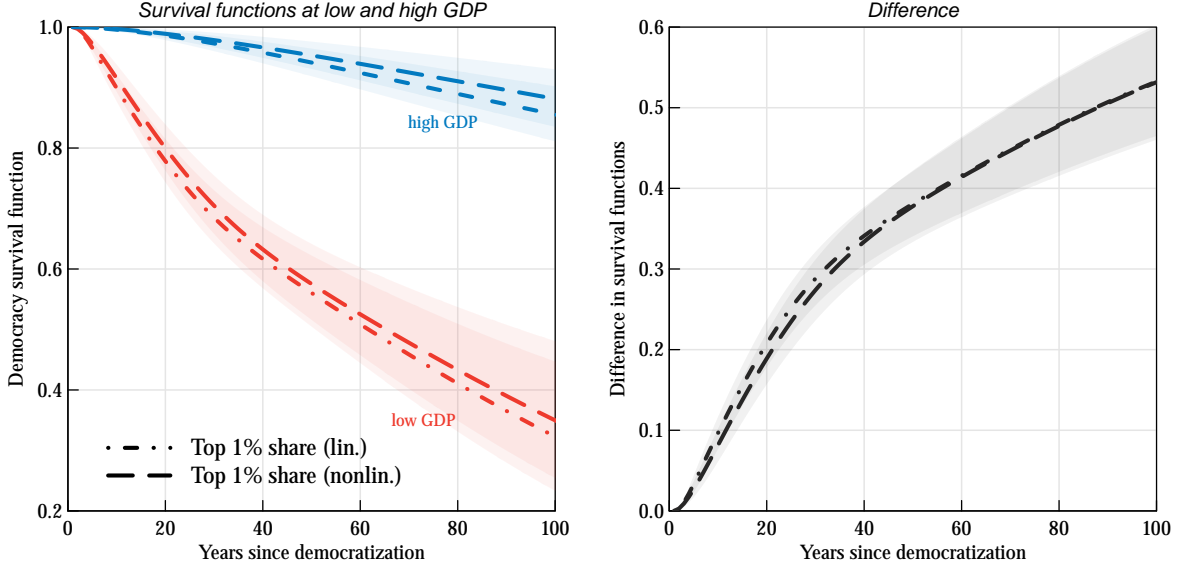 Survival functions at low and high GDP
Democracy survival function
1.0
0.8
0.6
0.4
0.2
high GDP
low GDP
Top 1% share (lin.)
Top 1% share (nonlin.)
0 20 40 60 80 100
Years since democratization
Difference
Difference in survival functions
0.6
0.5
0.4
0.3
0.2
0.1
0.0
0 20 40 60 80 100
Years since democratization